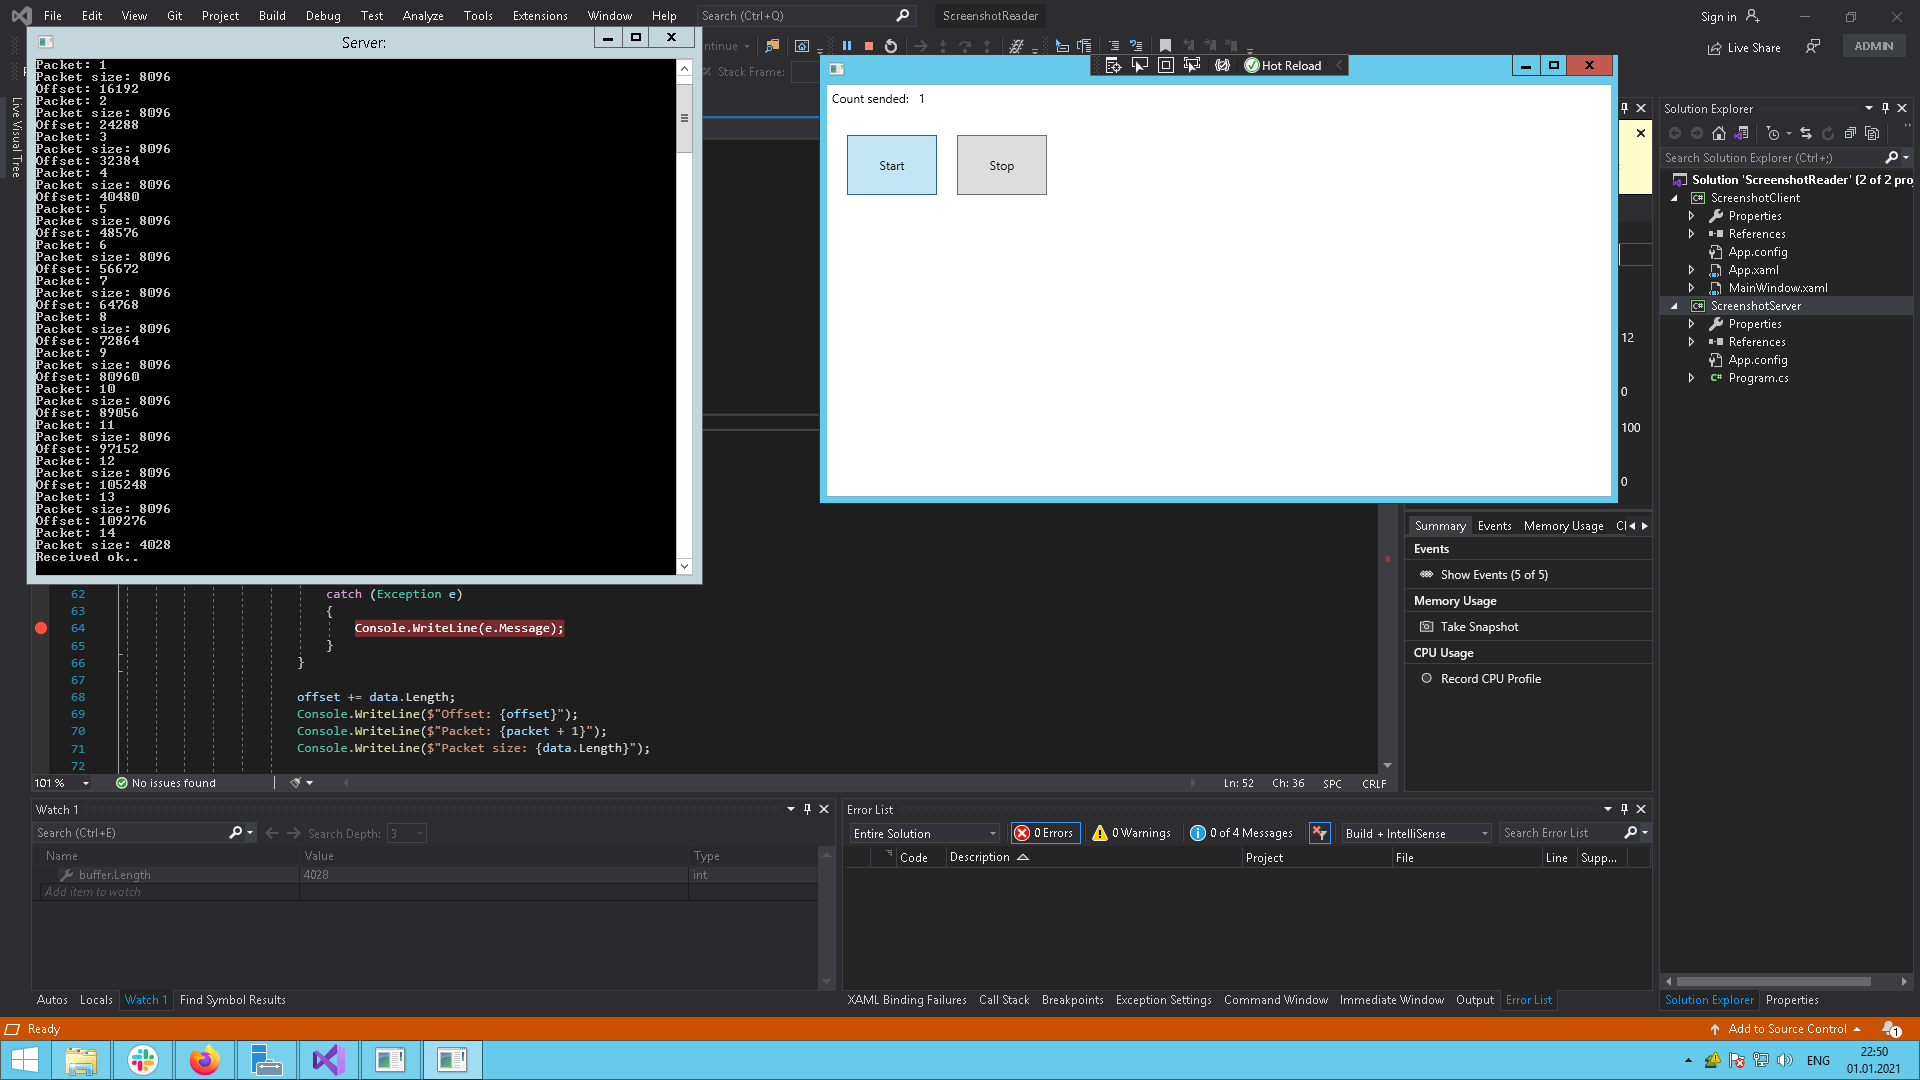 File Edit View Git Project Build Debug Test Analyze Tools Extensions Window Help Search (Ctrl+Q) ScreenshotReader Sign in
Live Share ADMIN
Server:
Stack Frame:
Hot Reload
Live Visual Tree
Packet: 1
Packet size: 8096
Offset: 16192
Packet: 2
Packet size: 8096
Offset: 24288
Packet: 3
Packet size: 8096
Offset: 32384
Packet: 4
Packet size: 8096
Offset: 40480
Packet: 5
Packet size: 8096
Offset: 48576
Packet: 6
Packet size: 8096
Offset: 56672
Packet: 7
Packet size: 8096
Offset: 64768
Packet: 8
Packet size: 8096
Offset: 72864
Packet: 9
Packet size: 8096
Offset: 80960
Packet: 10
Packet size: 8096
Offset: 89056
Packet: 11
Packet size: 8096
Offset: 97152
Packet: 12
Packet size: 8096
Offset: 105248
Packet: 13
Packet size: 8096
Offset: 109276
Packet: 14
Packet size: 4028
Received ok..
Count sended: 1
Start Stop
12
0
100
0
Solution Explorer
Search Solution Explorer (Ctrl+;)
Solution 'ScreenshotReader' (2 of 2 proj
ScreenshotClient
Properties
References
App.config
App.xaml
MainWindow.xaml
ScreenshotServer
Properties
References
App.config
Program.cs
Summary Events Memory Usage
Events
Show Events (5 of 5)
Memory Usage
Take Snapshot
CPU Usage
Record CPU Profile
62 catch (Exception e)
63 {
64 Console.WriteLine(e.Message);
65 }
66 }
67
68 offset += data.Length;
69 Console.WriteLine($"Offset: {offset}");
70 Console.WriteLine($"Packet: {packet + 1}");
71 Console.WriteLine($"Packet size: {data.Length}");
72
101 % No issues found Ln: 52 Ch: 36 SPC CRLF
Watch 1
Search (Ctrl+E) Search Depth: 3
Name Value Type
buffer.Length 4028 int
Add item to watch
Autos Locals Watch 1 Find Symbol Results
Error List
Entire Solution 0 Errors 0 Warnings 0 of 4 Messages Build + IntelliSense Search Error List
Code Description Project File Line Supp...
XAML Binding Failures Call Stack Breakpoints Exception Settings Command Window Immediate Window Output Error List
Solution Explorer Properties
Ready Add to Source Control 1
ENG 22:50
01.01.2021